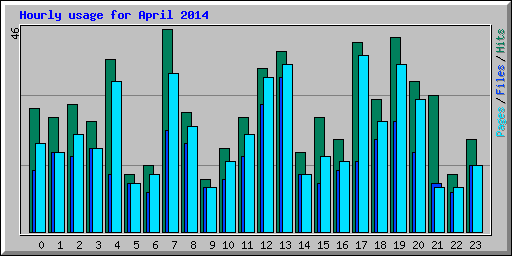 Hourly usage for April 2014
46
Pages/Files/Hits
0 1 2 3 4 5 6 7 8 9 10 11 12 13 14 15 16 17 18 19 20 21 22 23